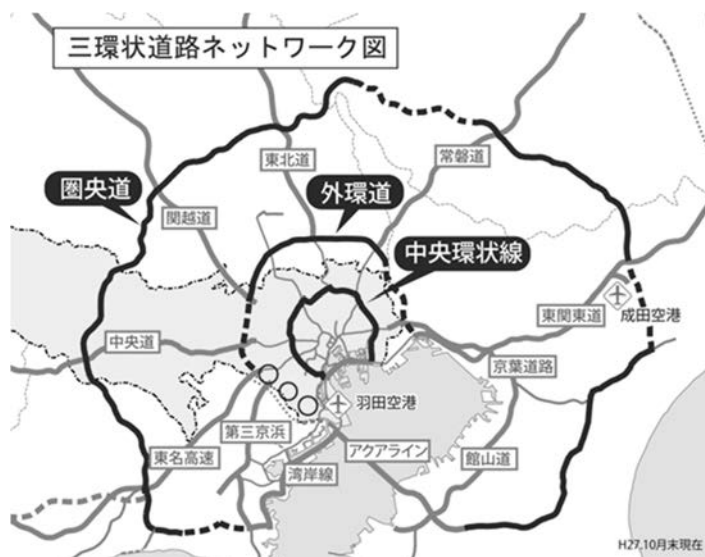 三環状道路ネットワーク図
東北道
常磐道
圏央道
外環道
関越道
中央環状線
東関東道
成田空港
中央道
京葉道路
羽田空港
第三京浜
東名高速
アクアライン
湾岸線
館山道
H27.10月末現在